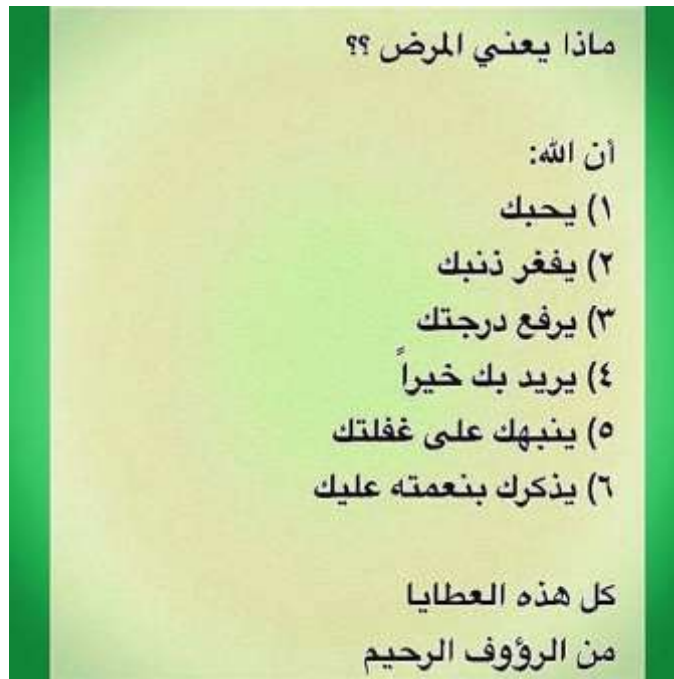 ماذا يعني المرض ؟؟
أن الله:
١) يحبك
٢) يغفر ذنبك
٣) يرفع درجتك
٤) يريد بك خيراً
٥) ينبهك على غفلتك
٦) يذكرك بنعمته عليك
كل هذه العطايا
من الرؤوف الرحيم